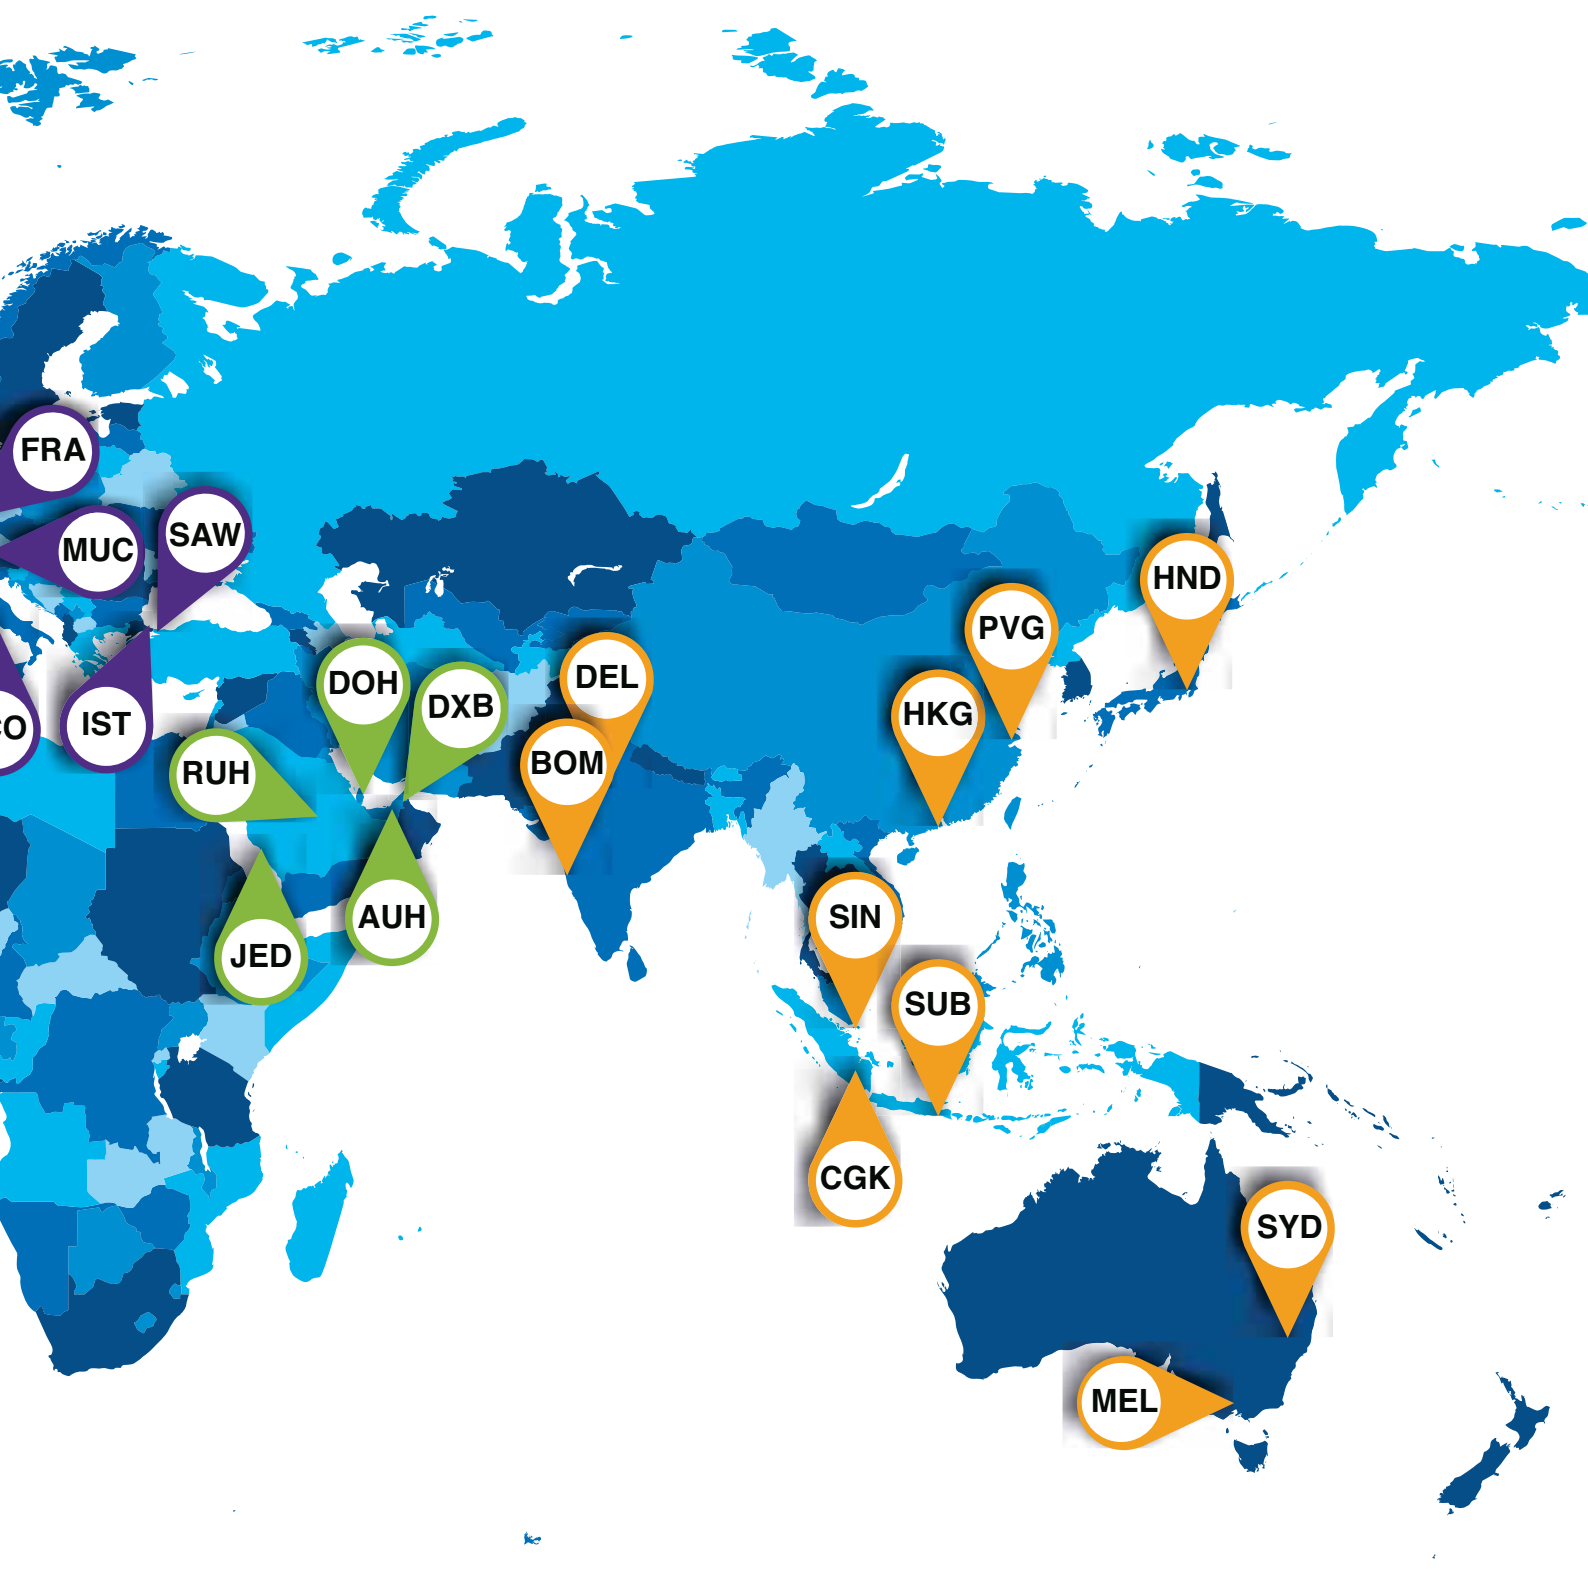 FRA
SAW
MUC
HND
PVG
DEL
DOH
DXB
HKG
CO
IST
BOM
RUH
SIN
AUH
JED
SUB
CGK
SYD
MEL